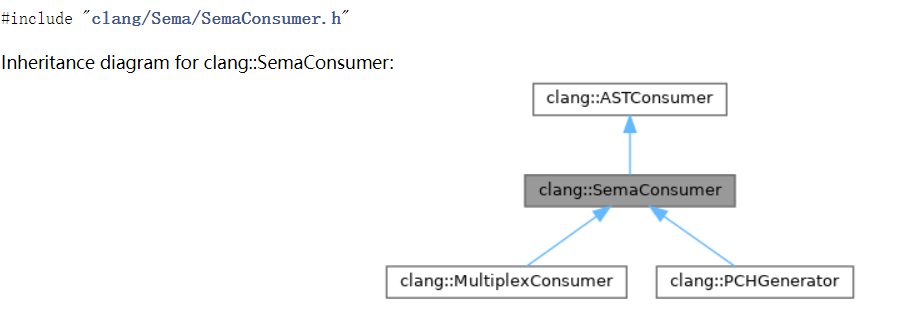 #include "clang/Sema/SemaConsumer.h"
Inheritance diagram for clang::SemaConsumer:
clang::ASTConsumer
clang::SemaConsumer
clang::MultiplexConsumer
clang::PCHGenerator